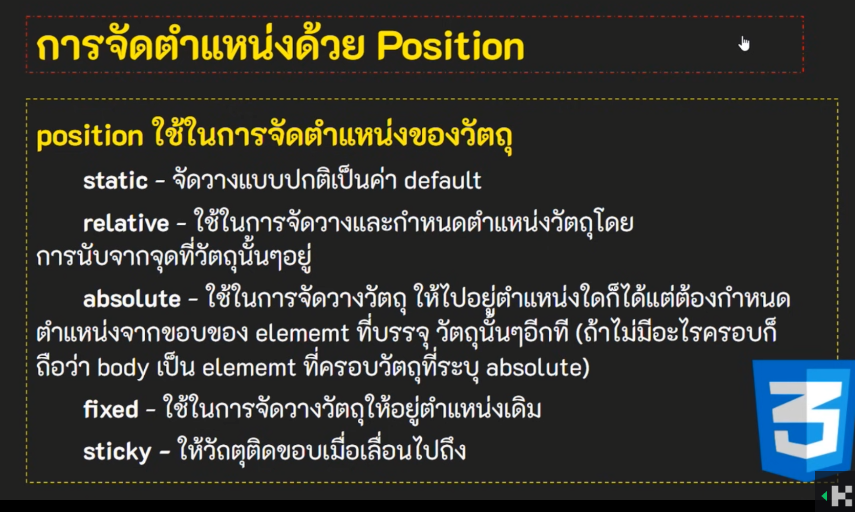 การจัดตำแหน่งด้วย Position
position ใช้ในการจัดตำแหน่งของวัตถุ
static - จัดวางแบบปกติเป็นค่า default
relative - ใช้ในการจัดวางและกำหนดตำแหน่งวัตถุโดย
การนับจากจุดที่วัตถุนั้นๆอยู่
absolute - ใช้ในการจัดวางวัตถุ ให้ไปอยู่ตำแหน่งใดก็ได้แต่ต้องกำหนด
ตำแหน่งจากขอบของ elememt ที่บรรจุ วัตถุนั้นๆอีกที (ถ้าไม่มีอะไรครอบก็
ถือว่า body เป็น elememt ที่ครอบวัตถุที่ระบุ absolute)
fixed - ใช้ในการจัดวางวัตถุให้อยู่ตำแหน่งเดิม
sticky - ให้วัถตุติดขอบเมื่อเลื่อนไปถึง
3
K